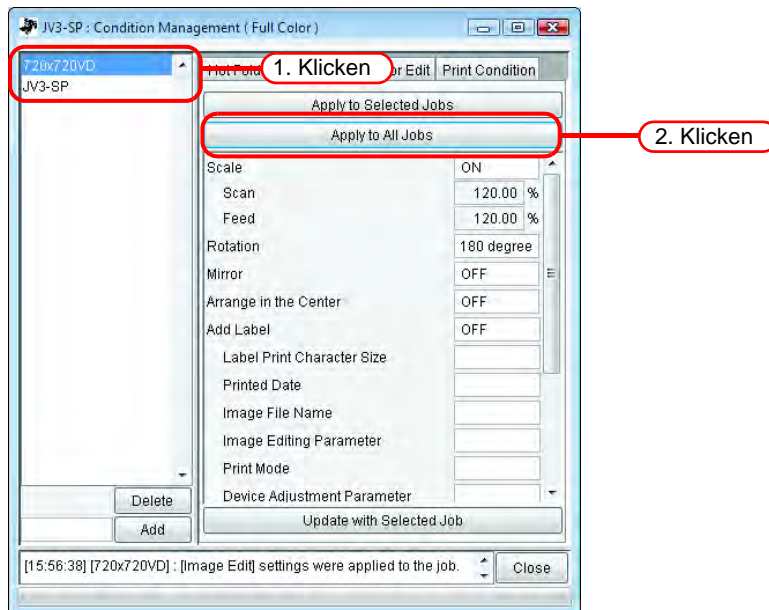 JV3-SP : Condition Management ( Full Color )
720x720VD
JV3-SP
1. Klicken
or Edit
Print Condition
Apply to Selected Jobs
Apply to All Jobs
2. Klicken
Scale ON
Scan 120.00 %
Feed 120.00 %
Rotation 180 degree
Mirror OFF
Arrange in the Center OFF
Add Label OFF
Label Print Character Size
Printed Date
Image File Name
Image Editing Parameter
Print Mode
Device Adjustment Parameter
Delete
Add
Update with Selected Job
[15:56:38] [720x720VD] : [Image Edit] settings were applied to the job.
Close